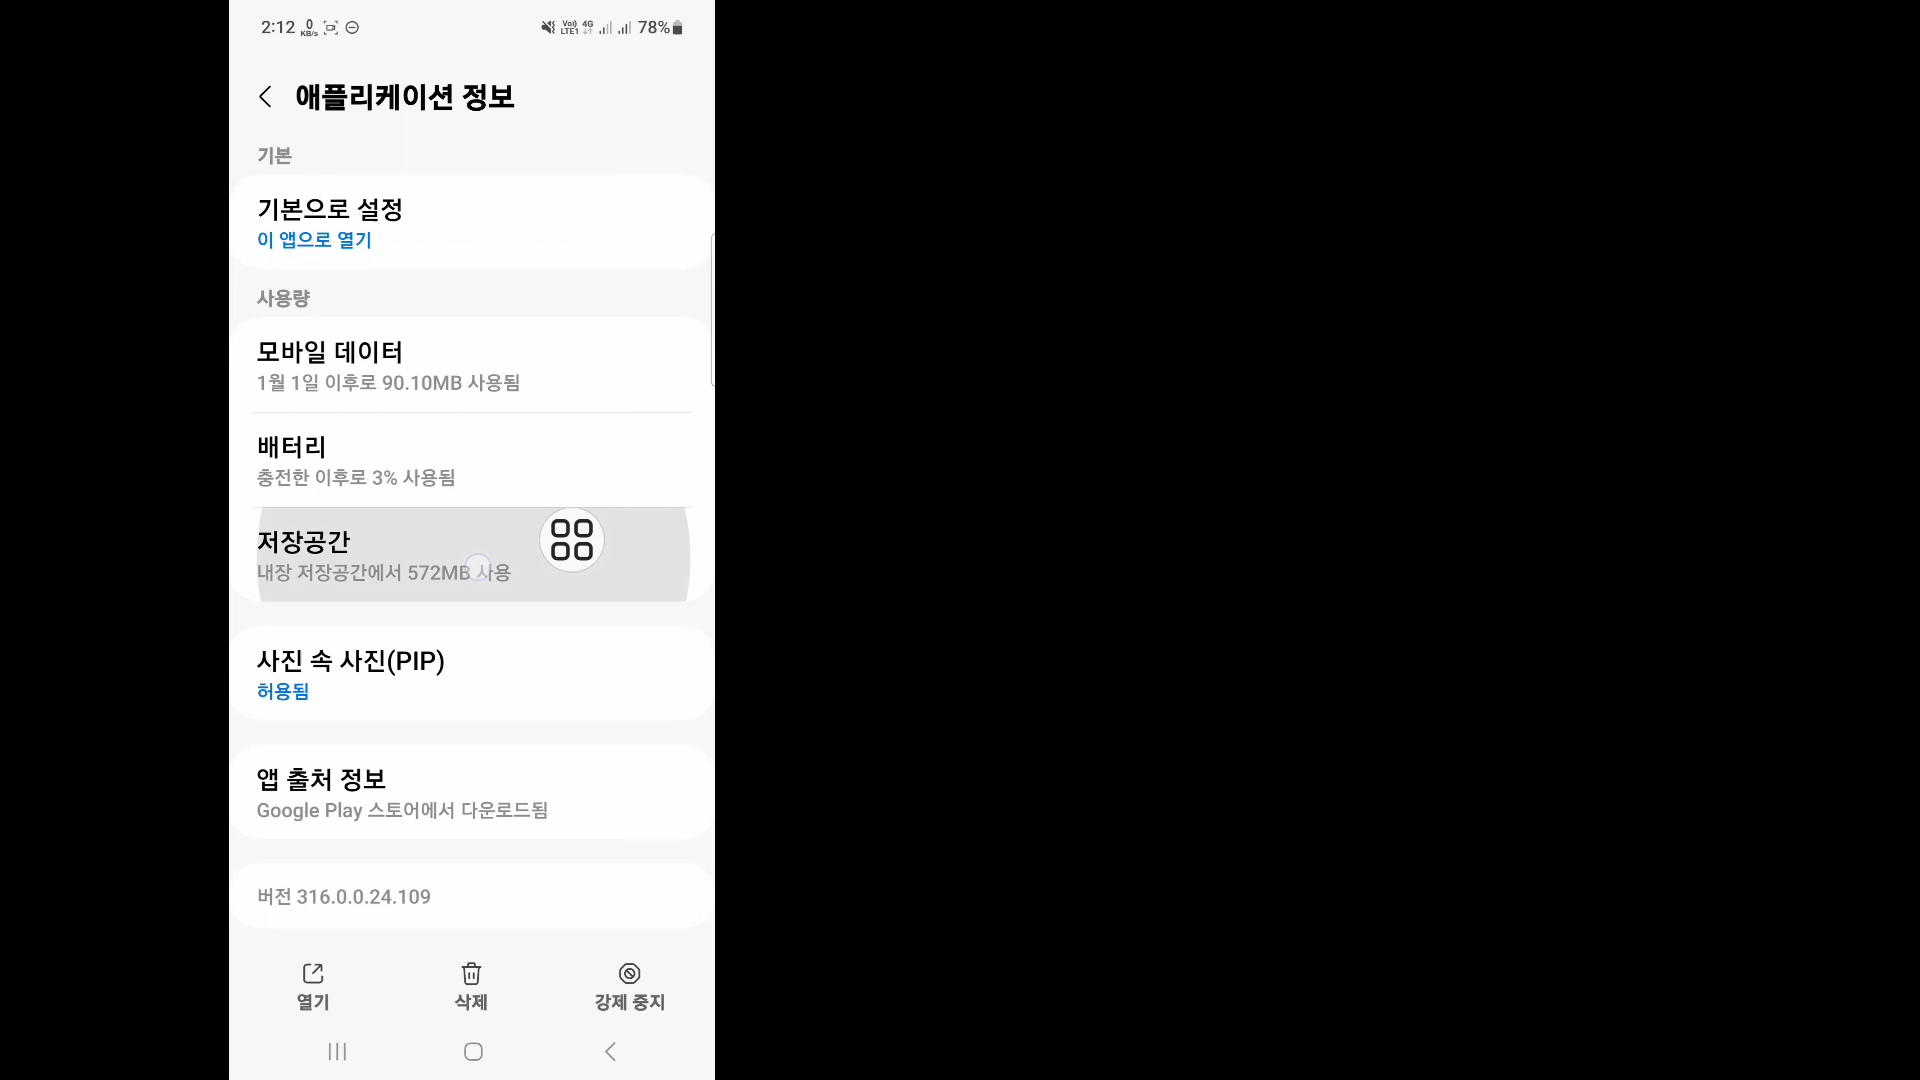 2:12 0 KB/s Vo) LTE1 4G 78%
애플리케이션 정보
기본
기본으로 설정
이 앱으로 열기
사용량
모바일 데이터
1월 1일 이후로 90.10MB 사용됨
배터리
충전한 이후로 3% 사용됨
저장공간
내장 저장공간에서 572MB 사용
사진 속 사진(PIP)
허용됨
앱 출처 정보
Google Play 스토어에서 다운로드됨
버전 316.0.0.24.109
열기 삭제 강제 중지